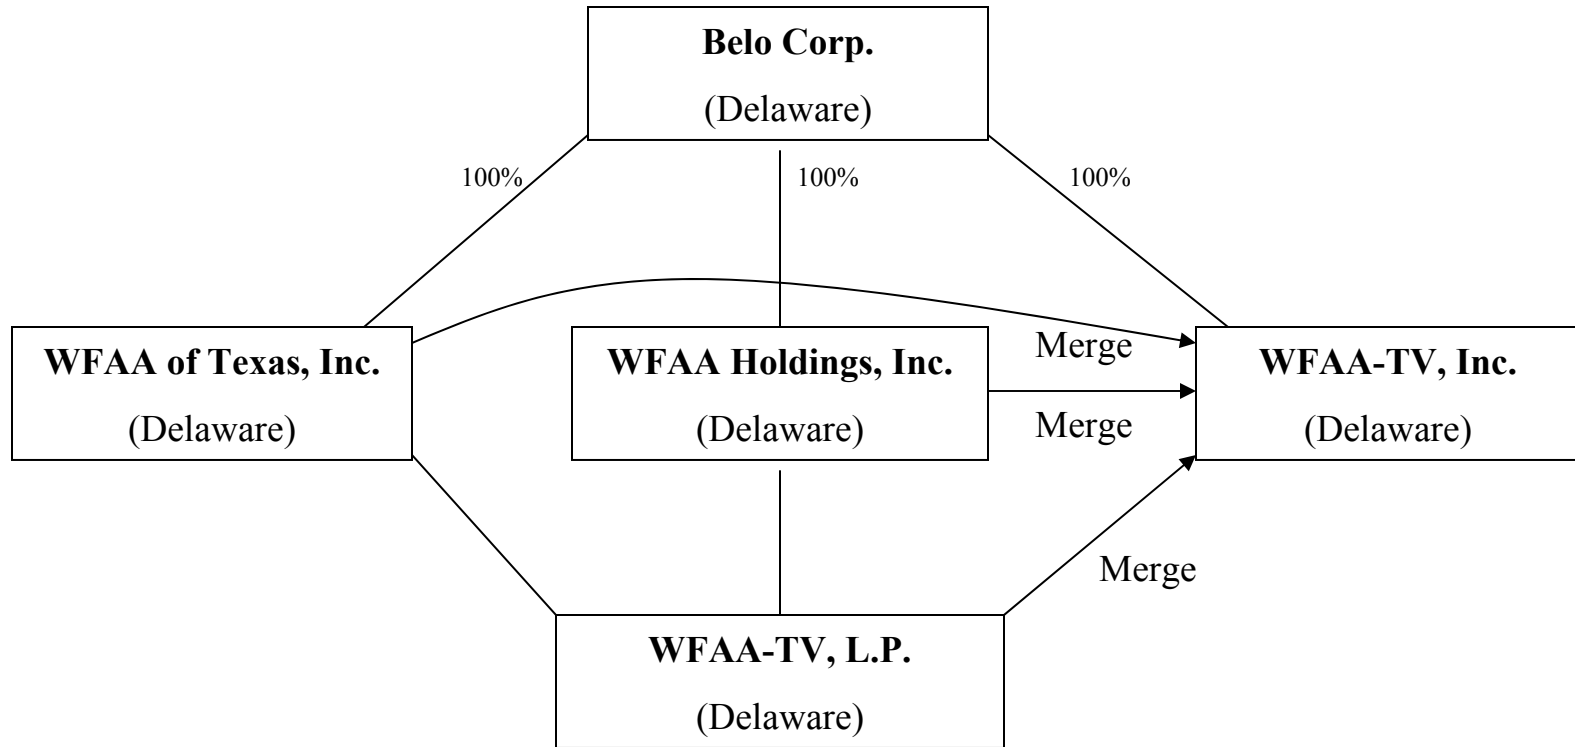 Belo Corp.
(Delaware)
100%
100%
100%
WFAA of Texas, Inc.
(Delaware)
WFAA Holdings, Inc.
(Delaware)
Merge
Merge
WFAA-TV, Inc.
(Delaware)
Merge
WFAA-TV, L.P.
(Delaware)